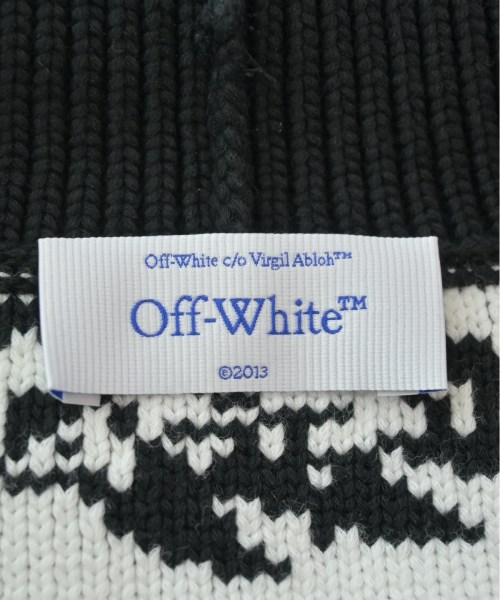 Off-White c/o Virgil Abloh™
Off-White™
©2013